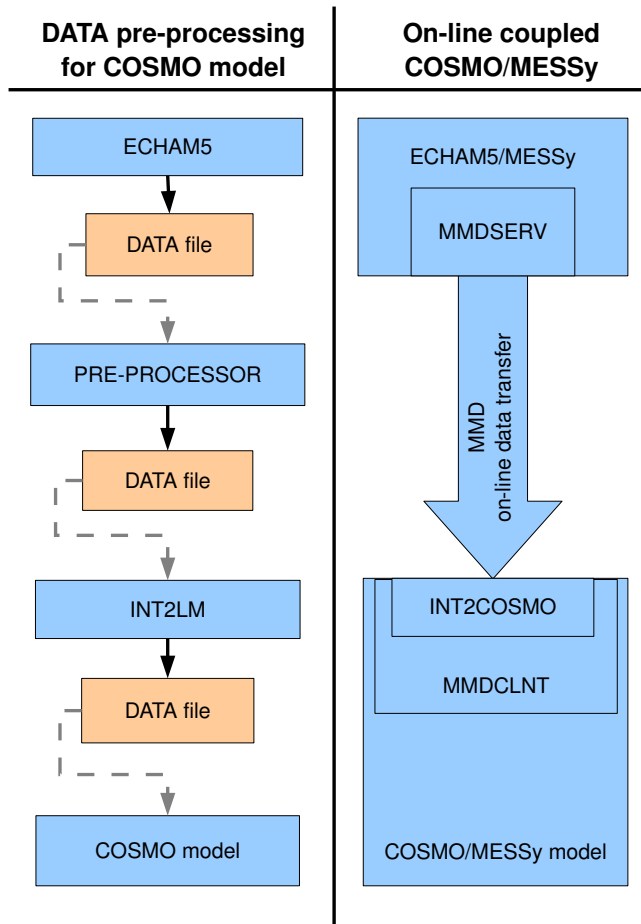 DATA pre-processing
for COSMO model
ECHAM5
DATA file
PRE-PROCESSOR
DATA file
INT2LM
DATA file
COSMO model
On-line coupled
COSMO/MESSy
ECHAM5/MESSy
MMDSERV
MMD
on-line data transfer
INT2COSMO
MMDCLNT
COSMO/MESSy model